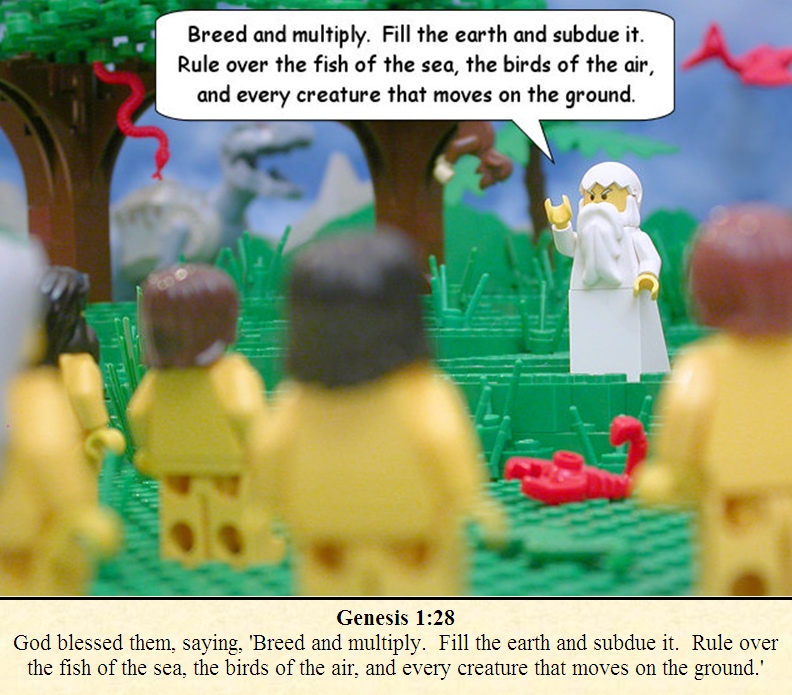 Breed and multiply.  Fill the earth and subdue it.
Rule over the fish of the sea, the birds of the air,
and every creature that moves on the ground.
Genesis 1:28
God blessed them, saying, 'Breed and multiply.  Fill the earth and subdue it.  Rule over
the fish of the sea, the birds of the air, and every creature that moves on the ground.'